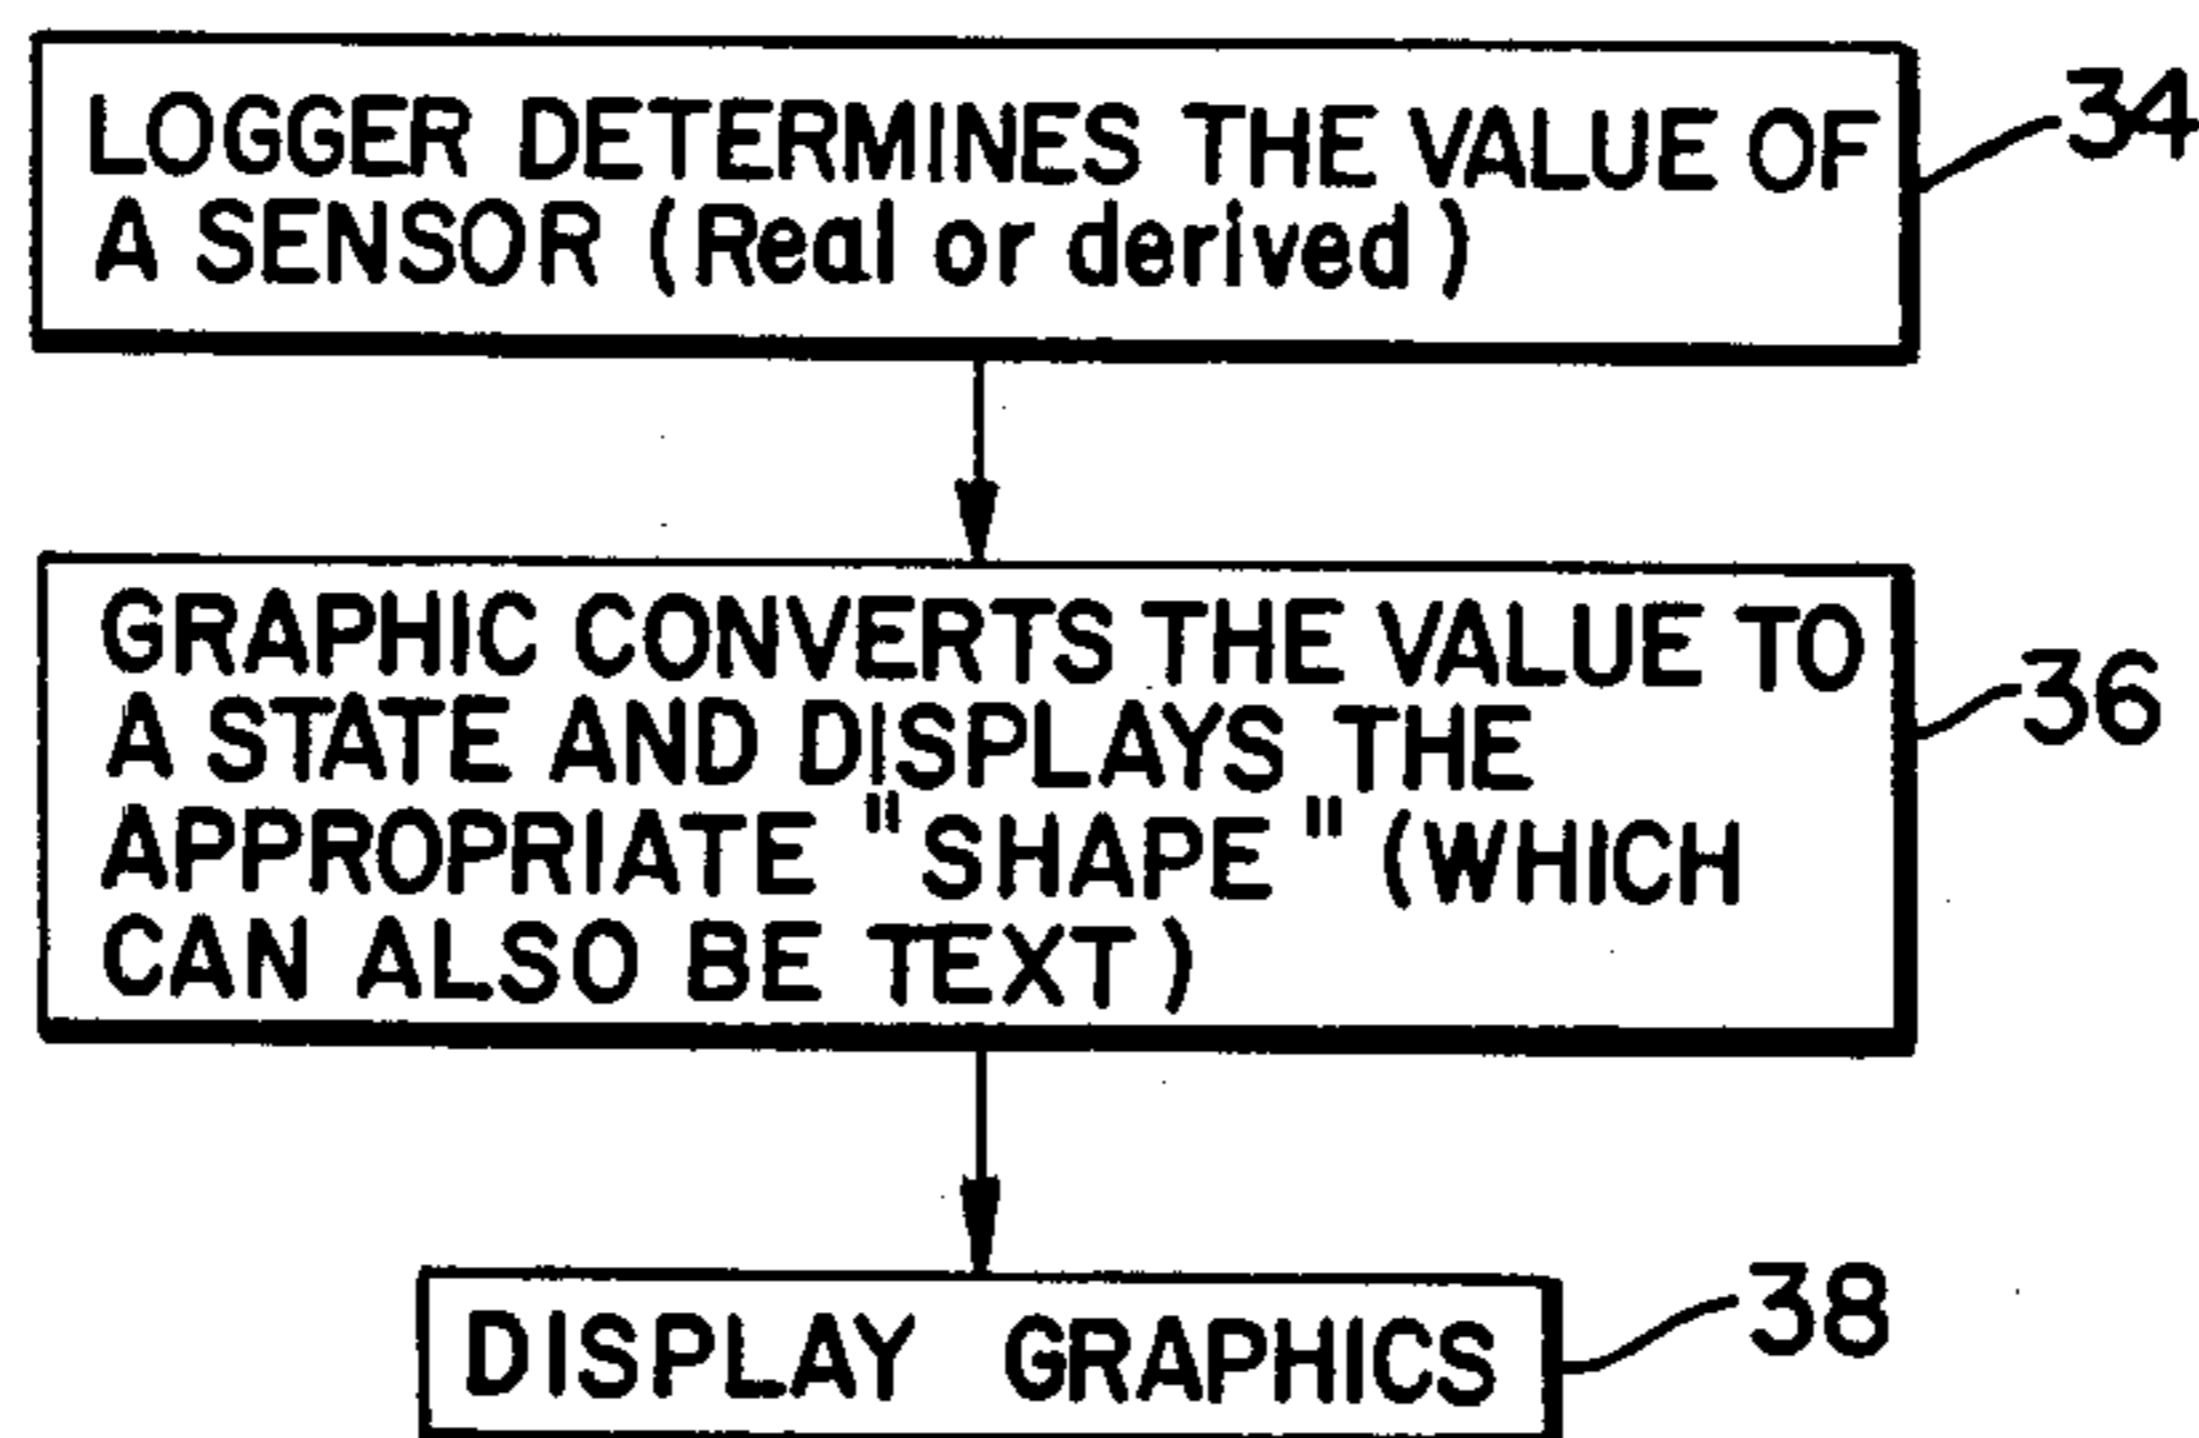 LOGGER DETERMINES THE VALUE OF
A SENSOR (Real or derived)
34
GRAPHIC CONVERTS THE VALUE TO
A STATE AND DISPLAYS THE
APPROPRIATE "SHAPE" (WHICH
CAN ALSO BE TEXT)
36
DISPLAY GRAPHICS
38